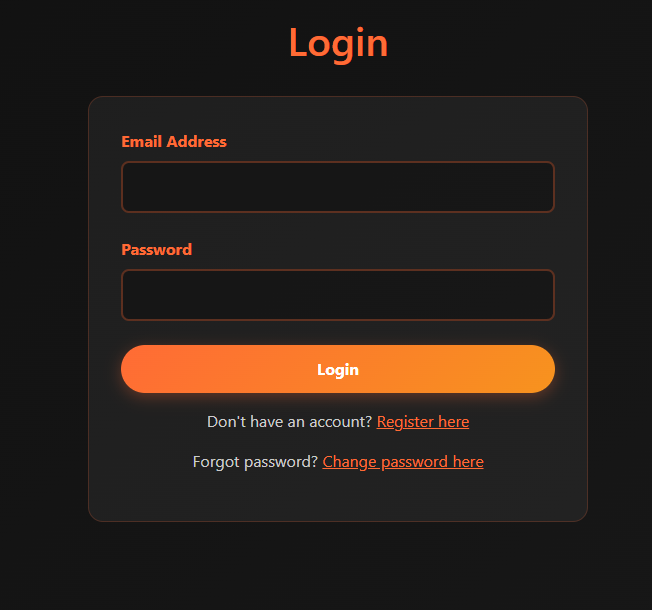 Login
Email Address
Password
Login
Don't have an account? Register here
Forgot password? Change password here